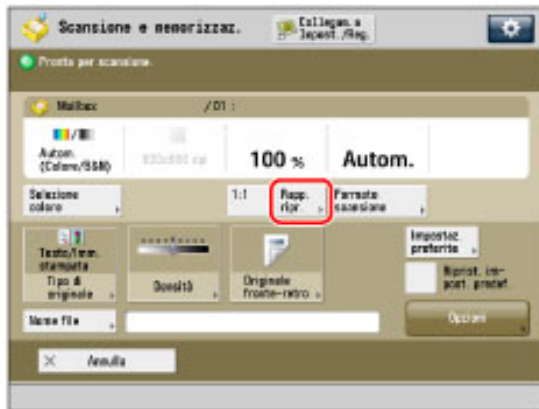 Scansione e memorizzaz.
Collegam. a
Impost./Reg.
Pronta per scansione.
Mailbox /01 :
Autom.
(Colore/B&N)
100 %
Autom.
Selezione
colore
1:1
Rapp.
ripr.
Formato
scansione
Testo/Imm.
stampata
Tipo di
originale
Densità
Originale
fronte-retro
Impostaz.
preferite
Riprist. im-
post. predef.
Nome file
Opzioni
Annulla